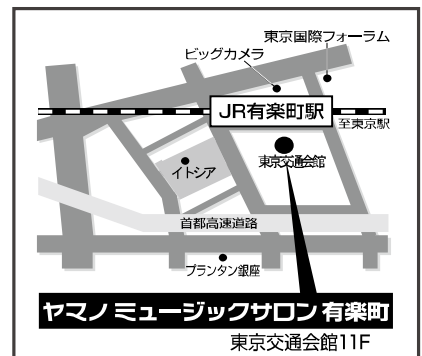 東京国際フォーラム
ビッグカメラ
JR有楽町駅
至東京駅
東京交通会館
イトシア
首都高速道路
プランタン銀座
ヤマノ ミュージックサロン 有楽町
東京交通会館11F